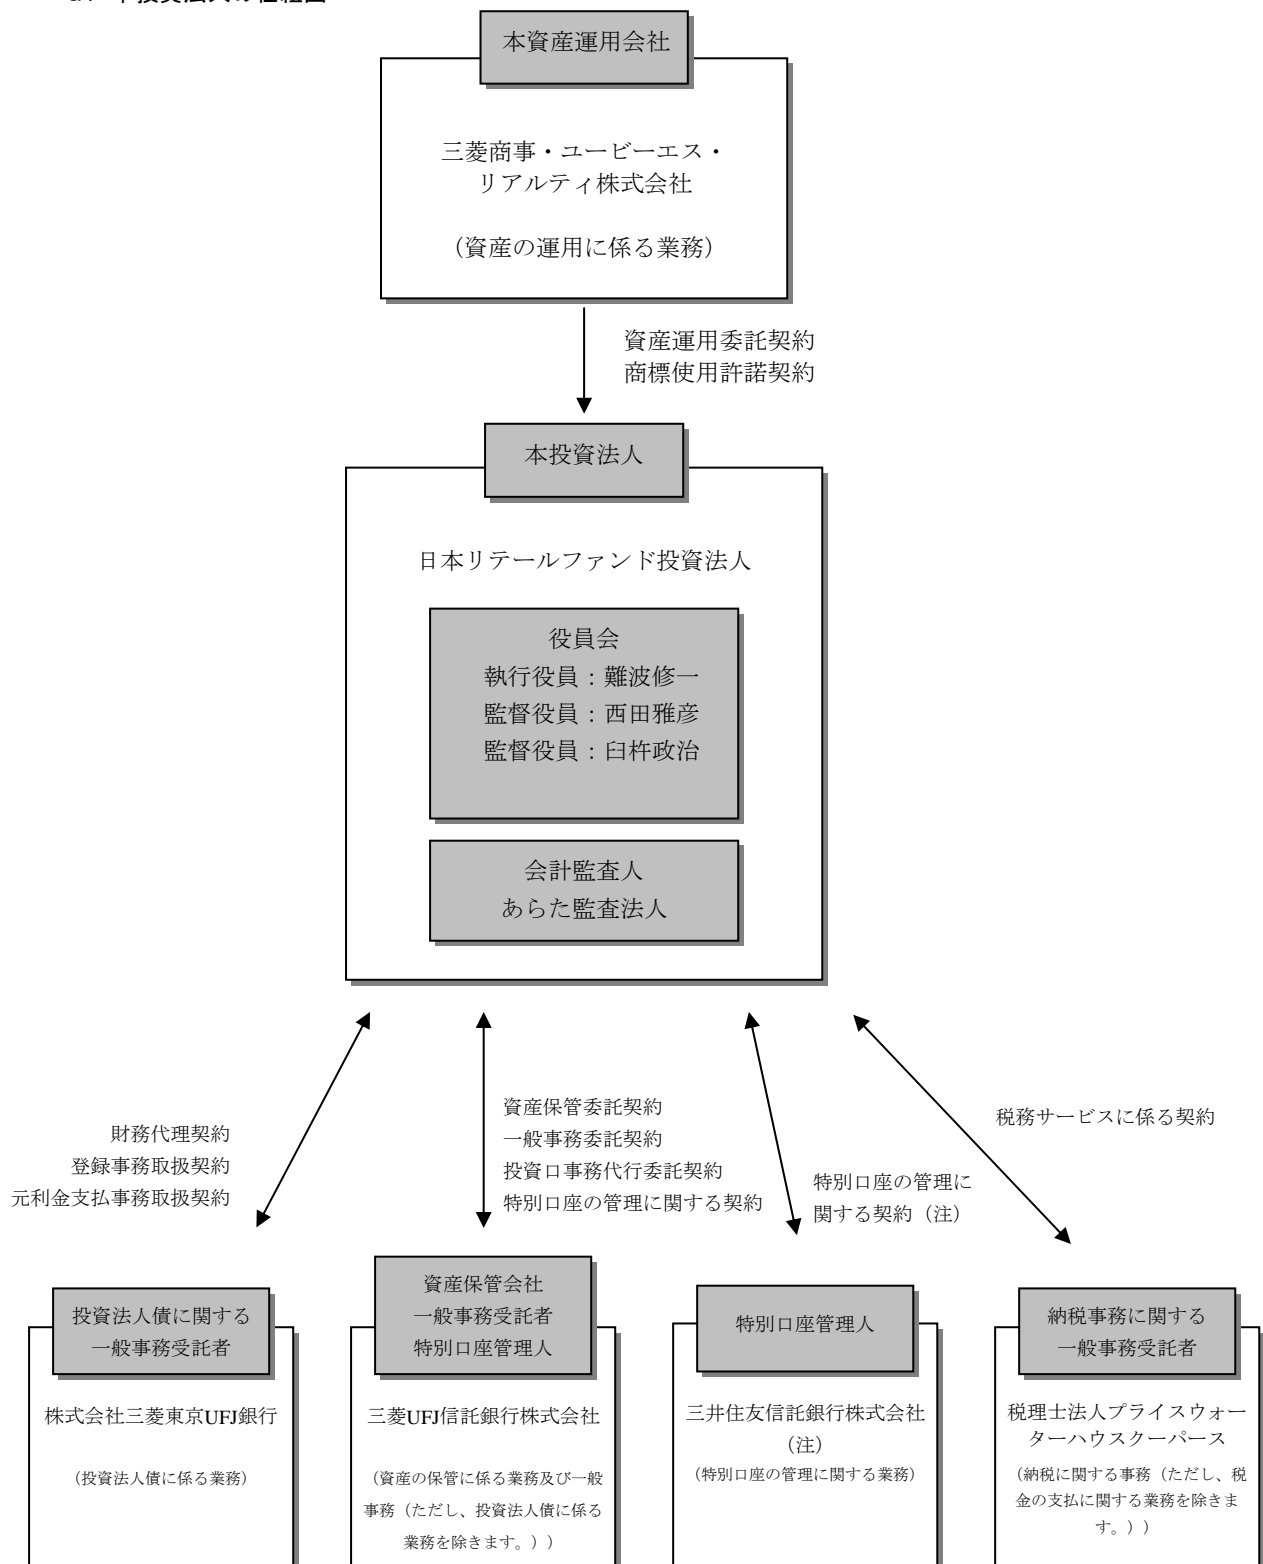 本資産運用会社
三菱商事・ユービーエス・
リアルティ株式会社
（資産の運用に係る業務）
資産運用委託契約
商標使用許諾契約
本投資法人
日本リテールファンド投資法人
役員会
執行役員：難波修一
監督役員：西田雅彦
監督役員：臼杵政治
会計監査人
あらた監査法人
財務代理契約
登録事務取扱契約
元利金支払事務取扱契約
資産保管委託契約
一般事務委託契約
投資口事務代行委託契約
特別口座の管理に関する契約
特別口座の管理に
関する契約（注）
税務サービスに係る契約
投資法人債に関する
一般事務受託者
株式会社三菱東京UFJ銀行
（投資法人債に係る業務）
資産保管会社
一般事務受託者
特別口座管理人
三菱UFJ信託銀行株式会社
（資産の保管に係る業務及び一般
事務（ただし、投資法人債に係る
業務を除きます。））
特別口座管理人
三井住友信託銀行株式会社
（注）
（特別口座の管理に関する業務）
納税事務に関する
一般事務受託者
税理士法人プライスウォー
ターハウスクーパース
（納税に関する事務（ただし、税
金の支払に関する業務を除きま
す。））